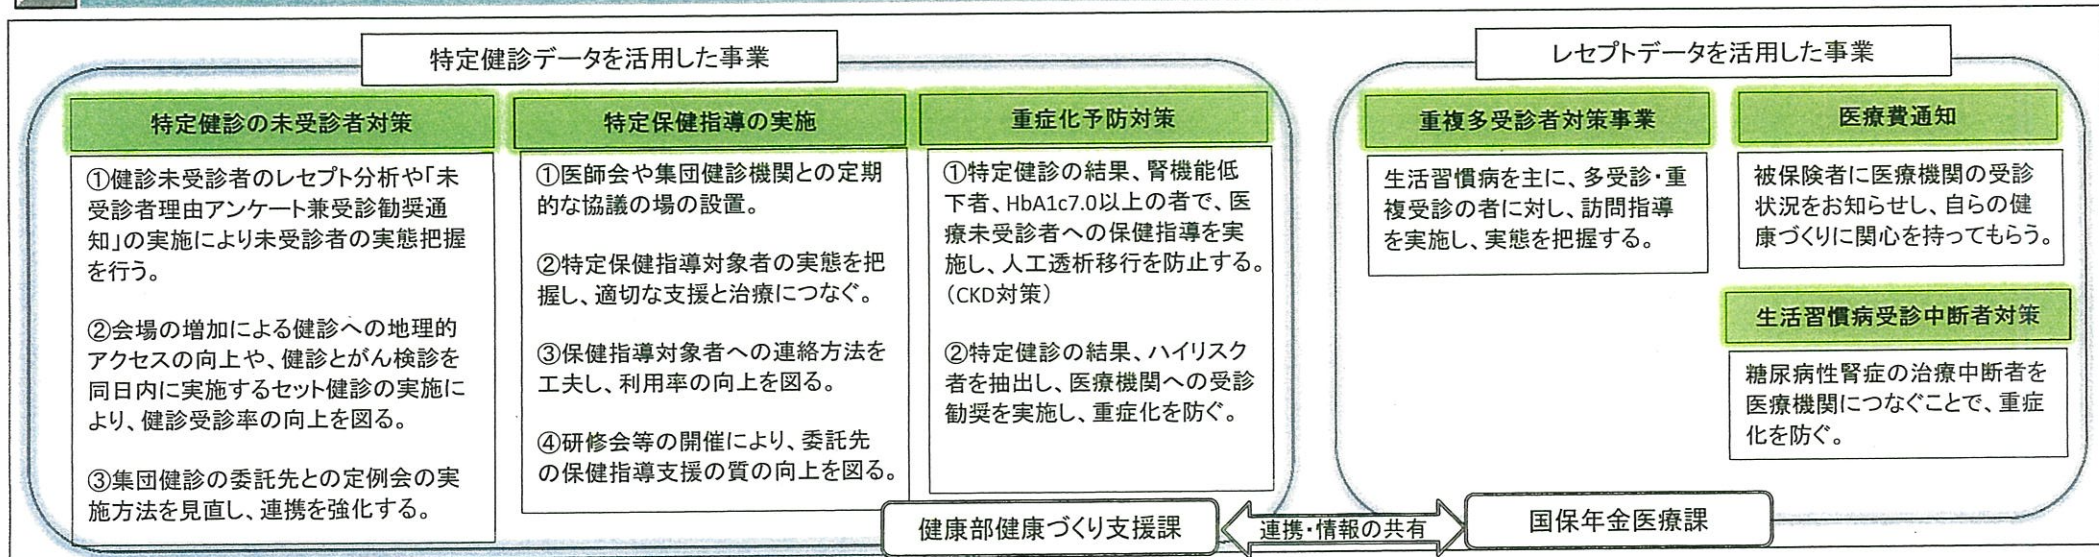 特定健診データを活用した事業
特定健診の未受診者対策
①健診未受診者のレセプト分析や「未
受診者理由アンケート兼受診勧奨通
知」の実施により未受診者の実態把握
を行う。
②会場の増加による健診への地理的
アクセスの向上や、健診とがん検診を
同日内に実施するセット健診の実施に
より、健診受診率の向上を図る。
③集団健診の委託先との定例会の実
施方法を見直し、連携を強化する。
特定保健指導の実施
①医師会や集団健診機関との定期
的な協議の場の設置。
②特定保健指導対象者の実態を把
握し、適切な支援と治療につなぐ。
③保健指導対象者への連絡方法を
工夫し、利用率の向上を図る。
④研修会等の開催により、委託先
の保健指導支援の質の向上を図る。
重症化予防対策
①特定健診の結果、腎機能低
下者、HbA1c7.0以上の者で、医
療未受診者への保健指導を実
施し、人工透析移行を防止する。
（CKD対策）
②特定健診の結果、ハイリスク
者を抽出し、医療機関への受診
勧奨を実施し、重症化を防ぐ。
健康部健康づくり支援課
連携・情報の共有
レセプトデータを活用した事業
重複多受診者対策事業
生活習慣病を主に、多受診・重
複受診の者に対し、訪問指導
を実施し、実態を把握する。
医療費通知
被保険者に医療機関の受診
状況をお知らせし、自らの健
康づくりに関心を持ってもらう。
生活習慣病受診中断者対策
糖尿病性腎症の治療中断者を
医療機関につなぐことで、重症
化を防ぐ。
国保年金医療課